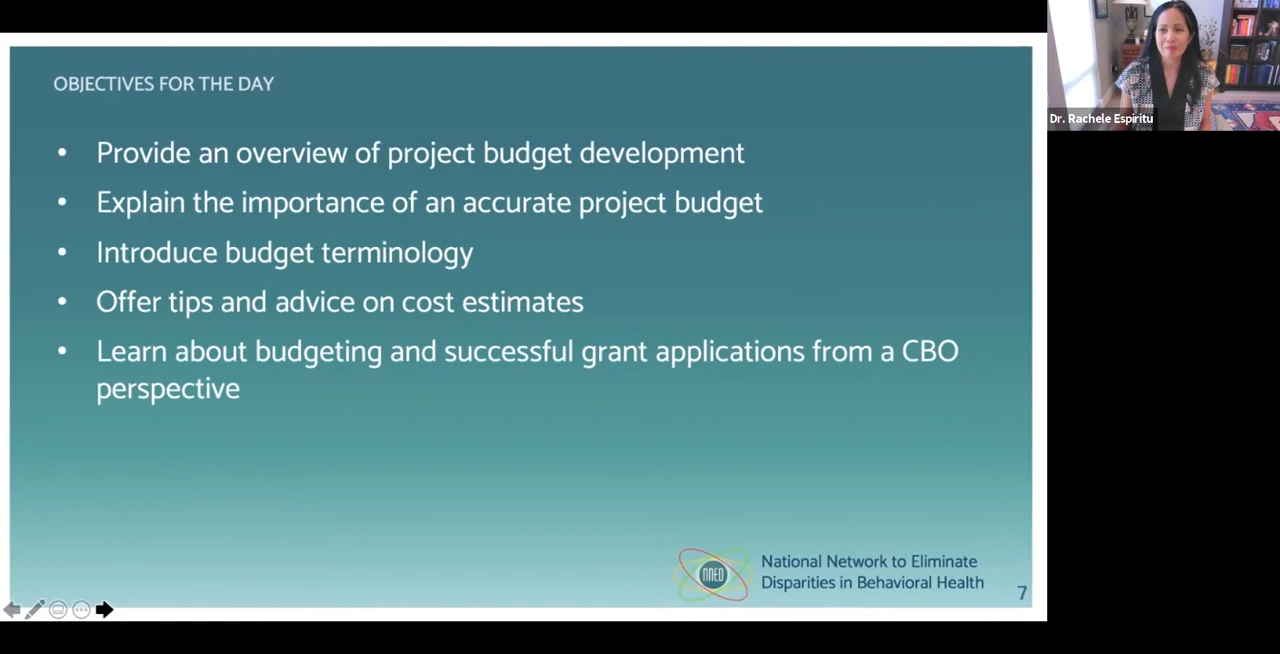 OBJECTIVES FOR THE DAY
• Provide an overview of project budget development
• Explain the importance of an accurate project budget
• Introduce budget terminology
• Offer tips and advice on cost estimates
• Learn about budgeting and successful grant applications from a CBO
perspective
NNED
National Network to Eliminate
Disparities in Behavioral Health
7
Dr. Rachele Espiritu